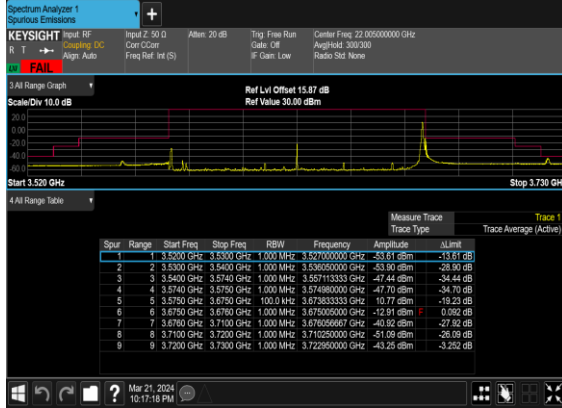 Spectrum Analyzer 1
Spurious Emissions
KEYSIGHT Input: RF Input Z: 50 Ω Atten: 20 dB Trig: Free Run Center Freq: 22.005000000 GHz
R T Coupling: DC Corr CCorr Gate: Off Avg|Hold: 300/300
Align: Auto Freq Ref: Int (S) IF Gain: Low Radio Std: None
FAIL
3 All Range Graph
Ref Lvl Offset 15.87 dB
Scale/Div 10.0 dB Ref Value 30.00 dBm
20.0
0.00
-20.0
-40.0
-60.0
Start 3.520 GHz Stop 3.730 GH
4 All Range Table
Measure Trace Trace 1
Trace Type Trace Average (Active)
Spur Range Start Freq Stop Freq RBW Frequency Amplitude ΔLimit
1 1 3.5200 GHz 3.5300 GHz 1.000 MHz 3.527000000 GHz -53.61 dBm -13.61 dB
2 2 3.5300 GHz 3.5400 GHz 1.000 MHz 3.536050000 GHz -53.90 dBm -28.90 dB
3 3 3.5400 GHz 3.5740 GHz 1.000 MHz 3.557113333 GHz -47.44 dBm -34.44 dB
4 4 3.5740 GHz 3.5750 GHz 1.000 MHz 3.574980000 GHz -47.70 dBm -34.70 dB
5 5 3.5750 GHz 3.6750 GHz 100.0 kHz 3.673833333 GHz 10.77 dBm -19.23 dB
6 6 3.6750 GHz 3.6760 GHz 1.000 MHz 3.675005000 GHz -12.91 dBm F 0.092 dB
7 7 3.6760 GHz 3.7100 GHz 1.000 MHz 3.676056667 GHz -40.92 dBm -27.92 dB
8 8 3.7100 GHz 3.7200 GHz 1.000 MHz 3.710250000 GHz -51.09 dBm -26.09 dB
9 9 3.7200 GHz 3.7300 GHz 1.000 MHz 3.722950000 GHz -43.25 dBm -3.252 dB
? Mar 21, 2024
10:17:18 PM